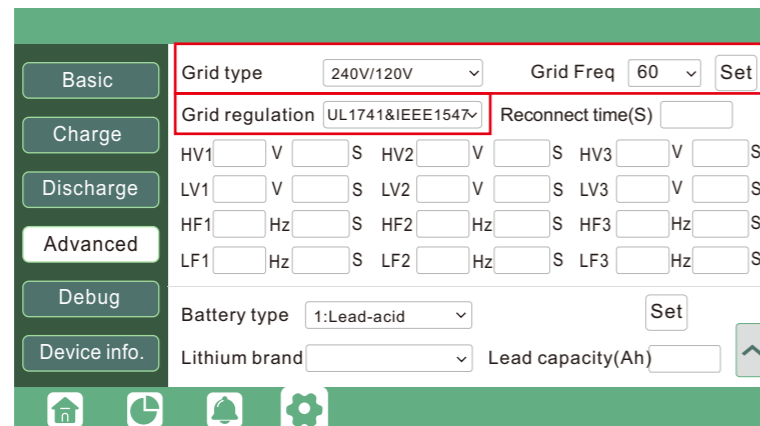 Basic
Charge
Discharge
Advanced
Debug
Device info.
Grid type 240V/120V Grid Freq 60 Set
Grid regulation UL1741&IEEE1547 Reconnect time(S)
HV1 V S HV2 V S HV3 V S
LV1 V S LV2 V S LV3 V S
HF1 Hz S HF2 Hz S HF3 Hz S
LF1 Hz S LF2 Hz S LF3 Hz S
Battery type 1:Lead-acid Set
Lithium brand Lead capacity(Ah)